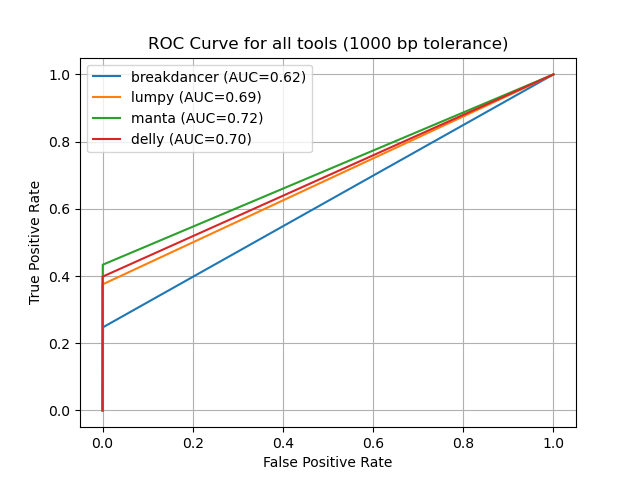 ROC Curve for all tools (1000 bp tolerance)
breakdancer (AUC=0.62)
lumpy (AUC=0.69)
manta (AUC=0.72)
delly (AUC=0.70)
True Positive Rate
1.0
0.8
0.6
0.4
0.2
0.0
0.0 0.2 0.4 0.6 0.8 1.0
False Positive Rate